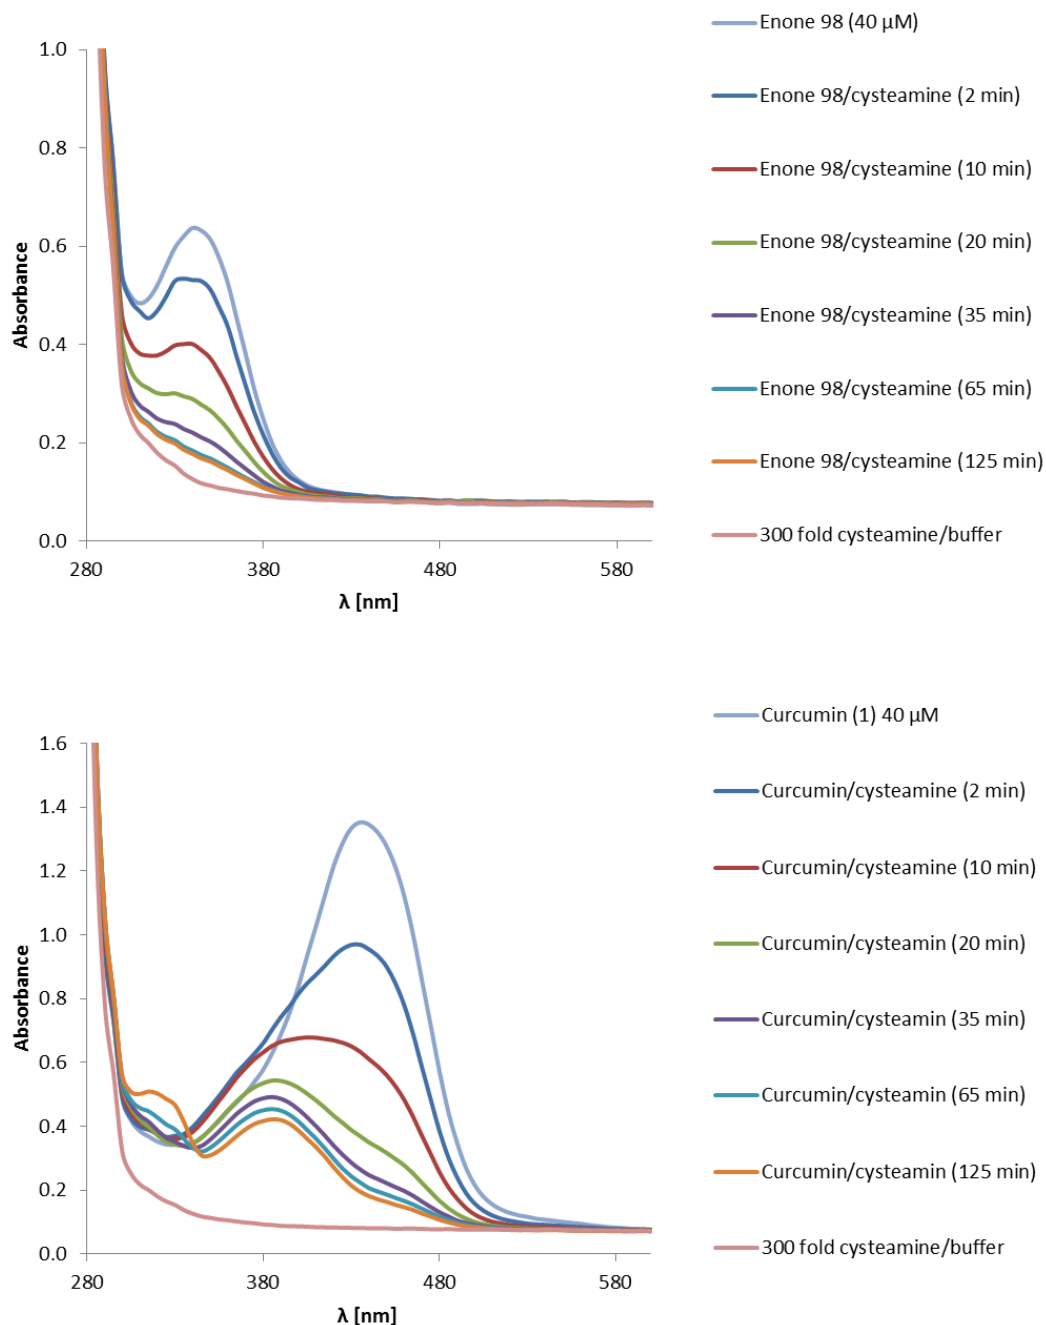 Enone 98 (40 µM)
Enone 98/cysteamine (2 min)
Enone 98/cysteamine (10 min)
Enone 98/cysteamine (20 min)
Enone 98/cysteamine (35 min)
Enone 98/cysteamine (65 min)
Enone 98/cysteamine (125 min)
300 fold cysteamine/buffer
1.0
0.8
0.6
0.4
0.2
0.0
Absorbance
280 380 480 580
λ [nm]
Curcumin (1) 40 µM
Curcumin/cysteamine (2 min)
Curcumin/cysteamine (10 min)
Curcumin/cysteamin (20 min)
Curcumin/cysteamin (35 min)
Curcumin/cysteamin (65 min)
Curcumin/cysteamin (125 min)
300 fold cysteamine/buffer
1.6
1.4
1.2
1.0
0.8
0.6
0.4
0.2
0.0
Absorbance
280 380 480 580
λ [nm]